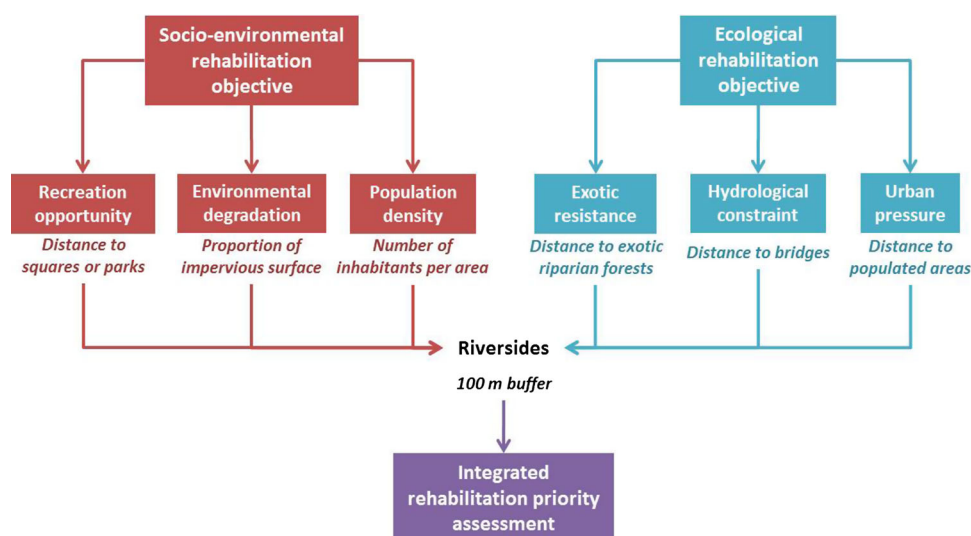 Socio-environmental
rehabilitation
objective
Ecological
rehabilitation
objective
Recreation
opportunity
Environmental
degradation
Population
density
Exotic
resistance
Hydrological
constraint
Urban
pressure
Distance to
squares or parks
Proportion of
impervious surface
Number of
inhabitants per area
Distance to exotic
riparian forests
Distance to bridges
Distance to
populated areas
Riversides
100 m buffer
Integrated
rehabilitation priority
assessment